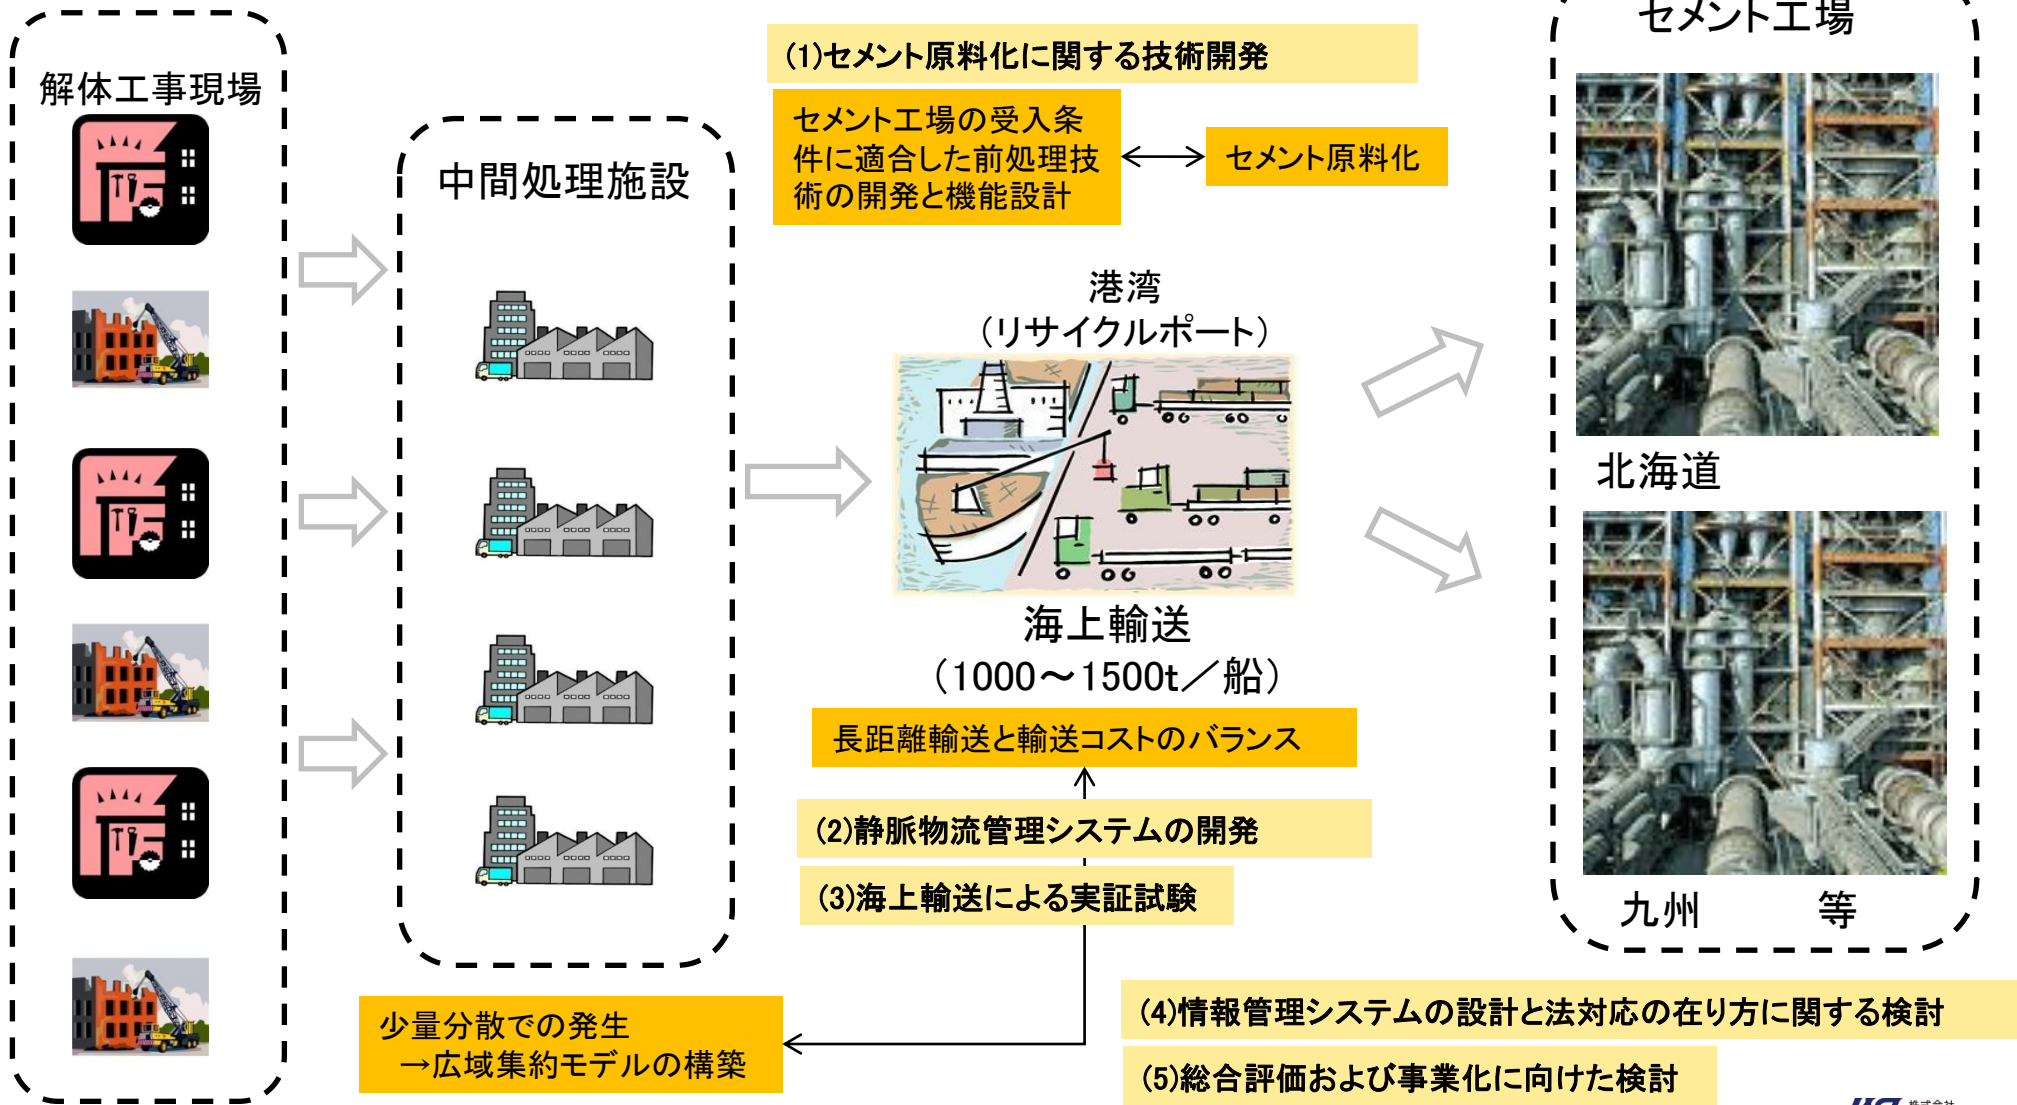 解体工事現場
中間処理施設
(1)セメント原料化に関する技術開発
セメント工場の受入条
件に適合した前処理技
術の開発と機能設計
セメント原料化
港湾
(リサイクルポート)
海上輸送
(1000～1500t／船)
長距離輸送と輸送コストのバランス
(2)静脈物流管理システムの開発
(3)海上輸送による実証試験
少量分散での発生
→広域集約モデルの構築
セメント工場
北海道
九州　　　等
(4)情報管理システムの設計と法対応の在り方に関する検討
(5)総合評価および事業化に向けた検討